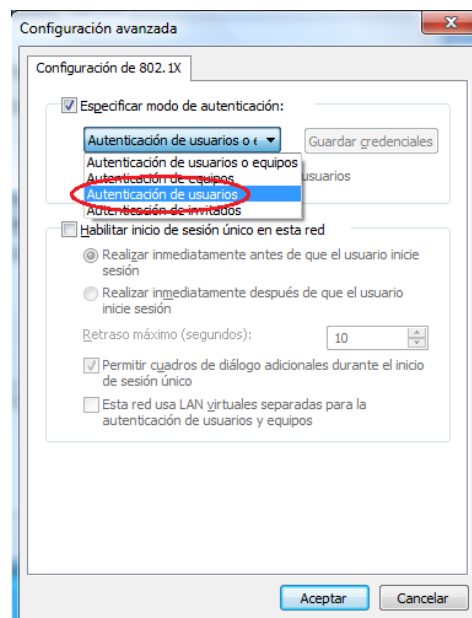 Configuración avanzada
Configuración de 802.1X
Especificar modo de autenticación:
Autenticación de usuarios o e
Guardar credenciales
Autenticación de usuarios o equipos
Autenticación de equipos
usuarios
Autenticación de usuarios
Autenticación de invitados
Habilitar inicio de sesión único en esta red
Realizar inmediatamente antes de que el usuario inicie
sesión
Realizar inmediatamente después de que el usuario
inicie sesión
Retraso máximo (segundos):
10
Permitir cuadros de diálogo adicionales durante el inicio
de sesión único
Esta red usa LAN virtuales separadas para la
autenticación de usuarios y equipos
Aceptar
Cancelar